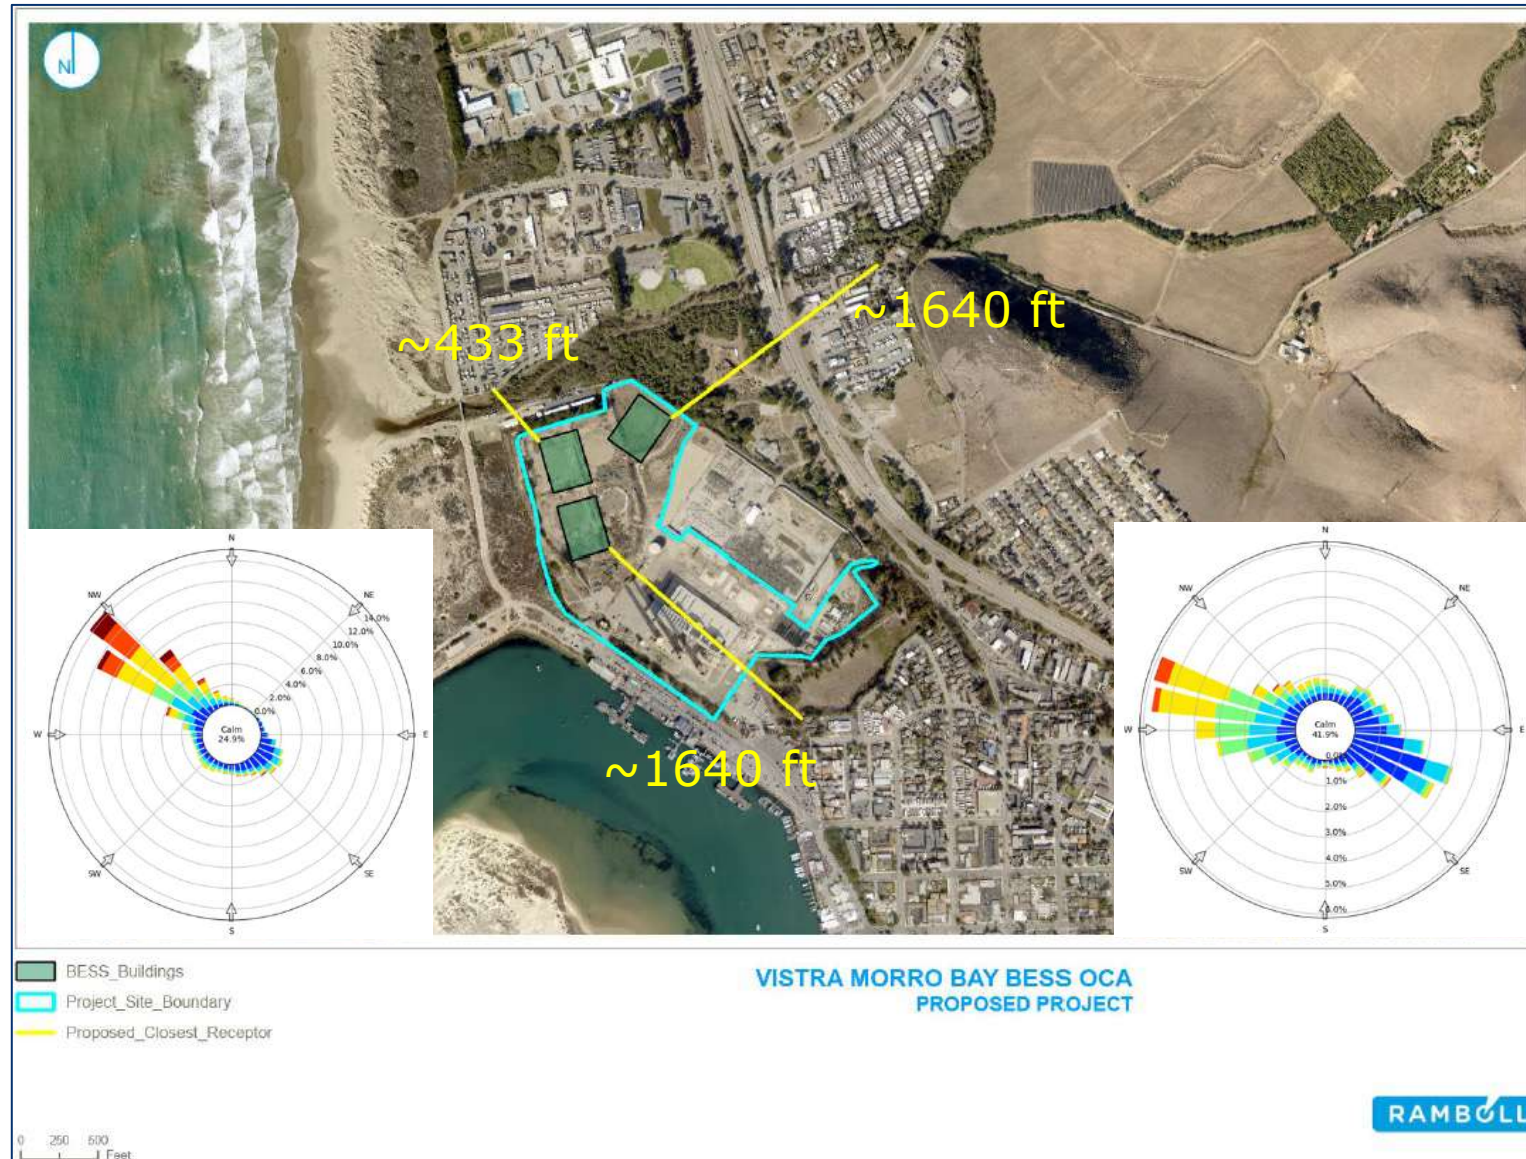 N
~433 ft
~1640 ft
~1640 ft
N
NW
NE
14.0%
12.0%
10.0%
8.0%
6.0%
4.0%
2.0%
0.0%
Calm
24.9%
W
E
SW
SE
S
N
NW
NE
Calm
41.9%
W
E
0.0%
1.0%
2.0%
3.0%
4.0%
5.0%
6.0%
SW
SE
S
BESS_Buildings
Project_Site_Boundary
Proposed_Closest_Receptor
VISTRA MORRO BAY BESS OCA
PROPOSED PROJECT
RAMBOLL
0 250 500
Feet